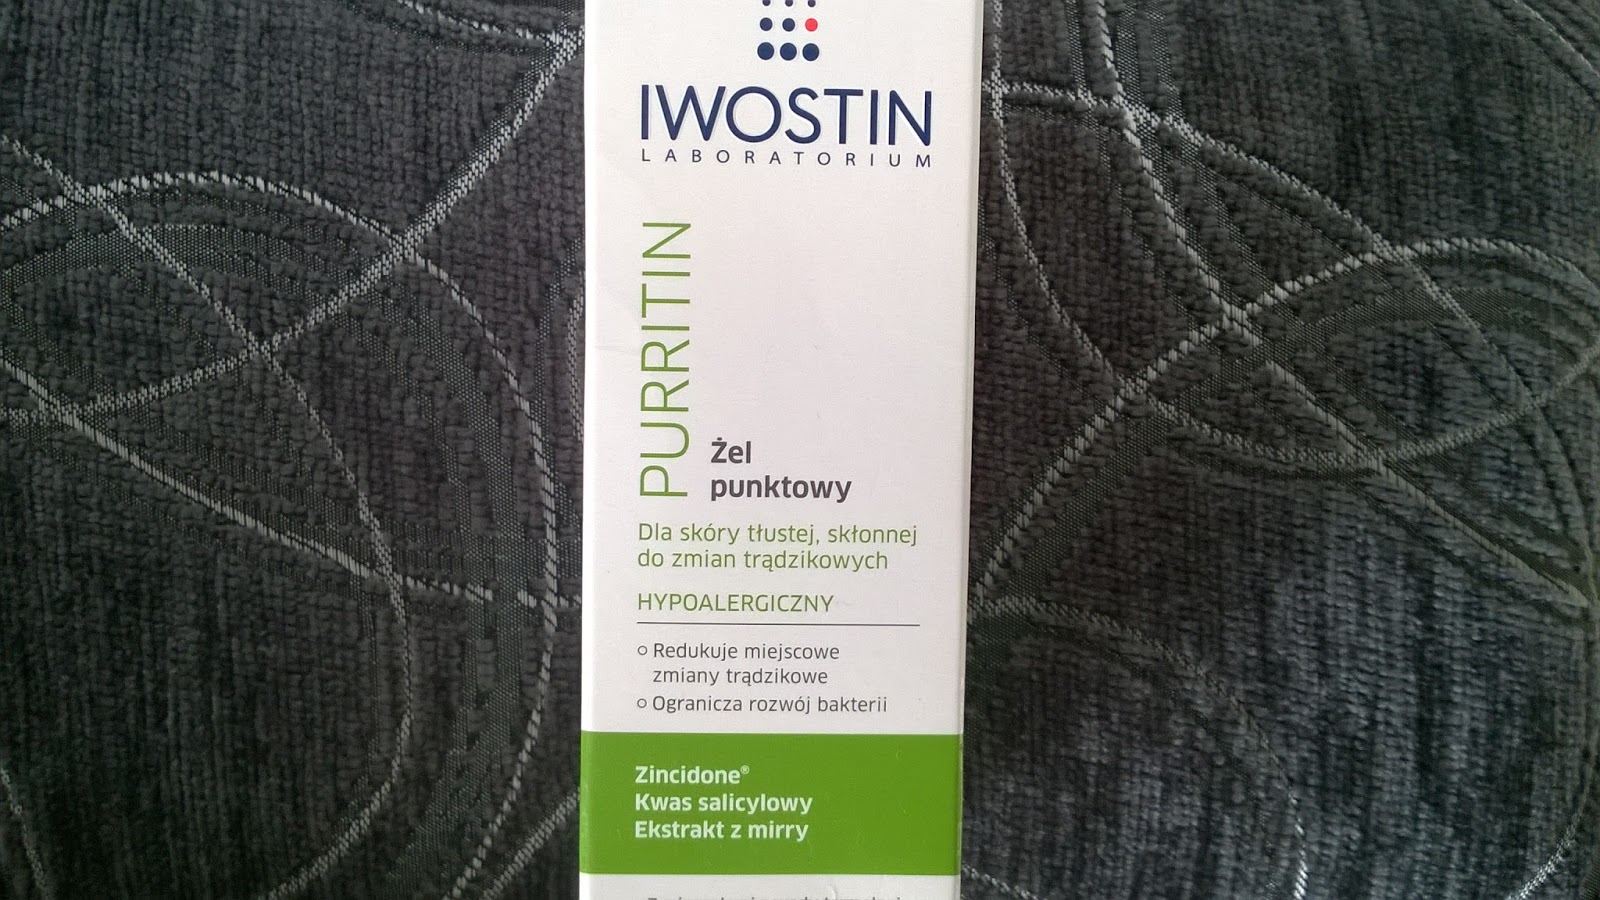 IWOSTIN
LABORATORIUM
PURRITIN
Żel
punktowy
Dla skóry tłustej, skłonnej
do zmian trądzikowych
HYPOALERGICZNY
Redukuje miejscowe
zmiany trądzikowe
Ogranicza rozwój bakterii
Zincidone®
Kwas salicylowy
Ekstrakt z mirry